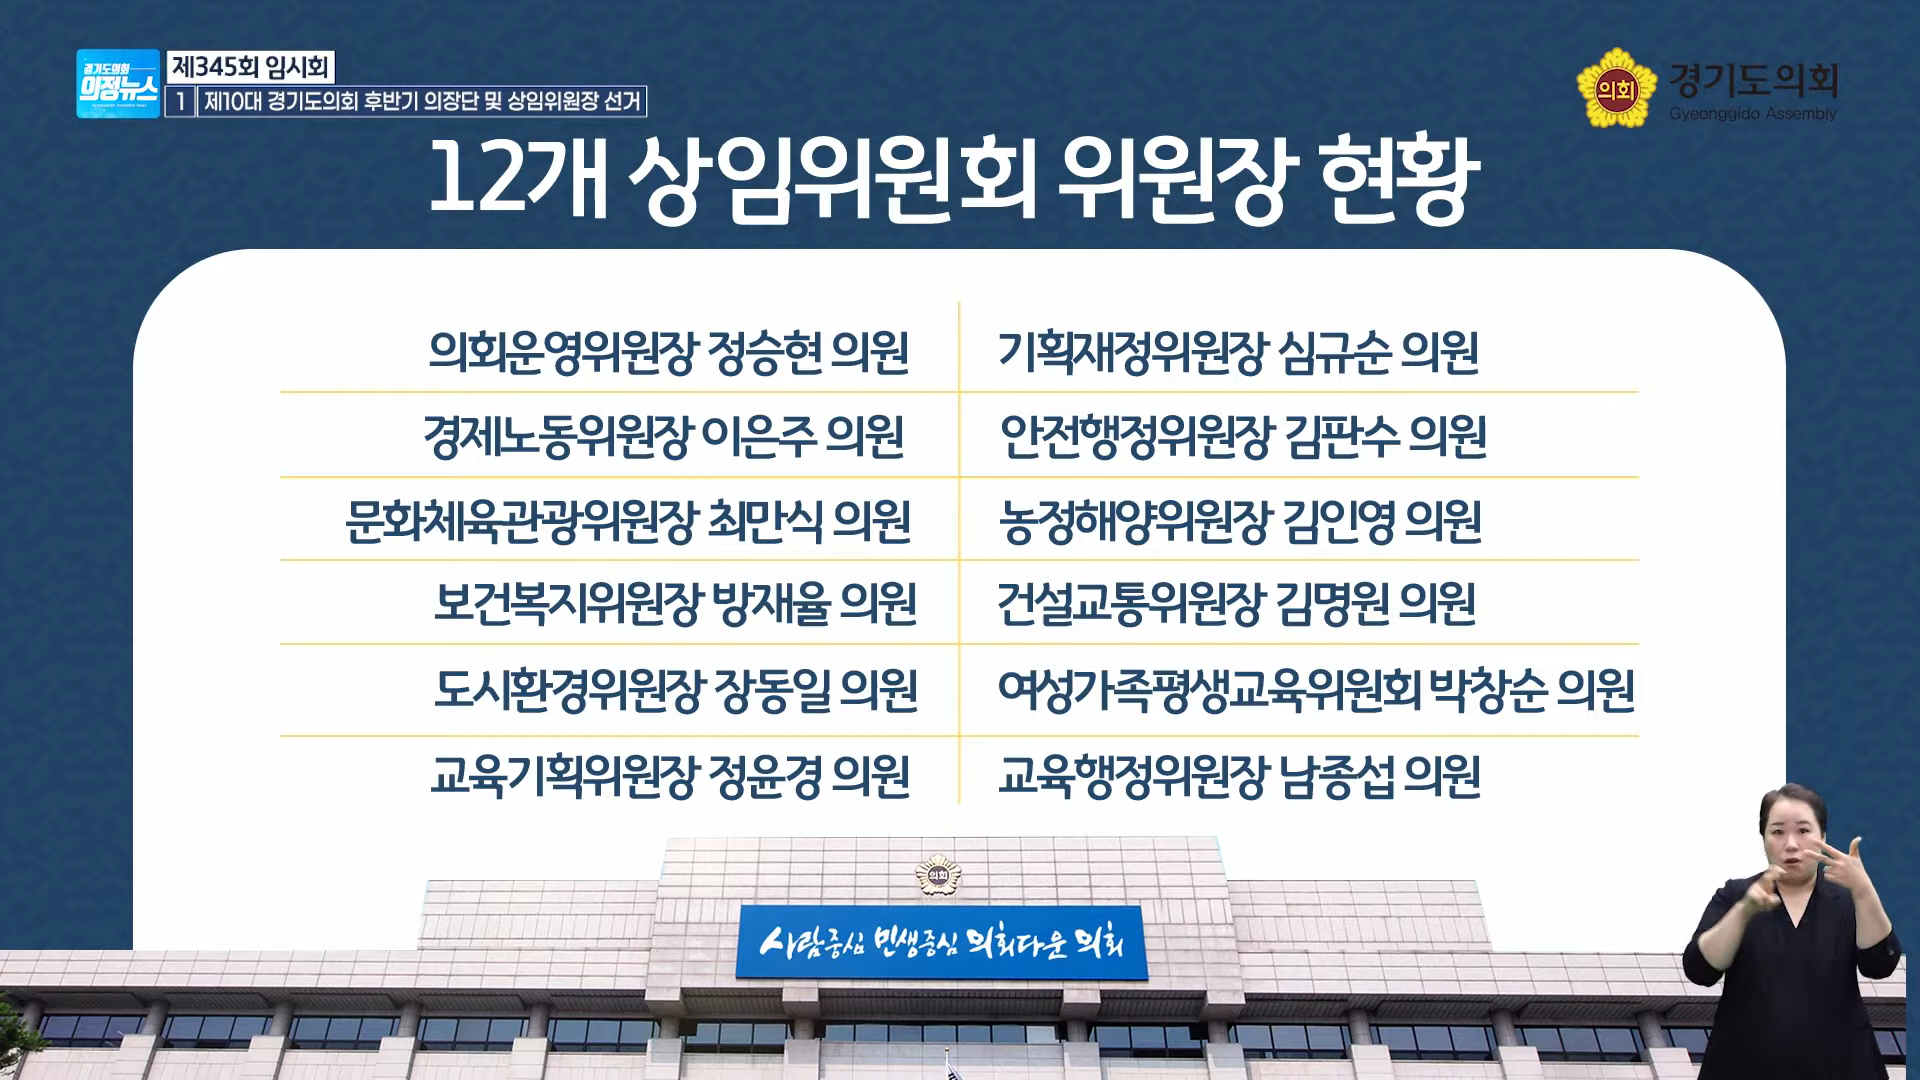 경기도의회
의정뉴스
제345회 임시회
1 제10대 경기도의회 후반기 의장단 및 상임위원장 선거
의회
경기도의회
Gyeonggido Assembly
12개 상임위원회 위원장 현황
의회운영위원장 정승현 의원
기획재정위원장 심규순 의원
경제노동위원장 이은주 의원
안전행정위원장 김판수 의원
문화체육관광위원장 최만식 의원
농정해양위원장 김인영 의원
보건복지위원장 방재율 의원
건설교통위원장 김명원 의원
도시환경위원장 장동일 의원
여성가족평생교육위원회 박창순 의원
교육기획위원장 정윤경 의원
교육행정위원장 남종섭 의원
의회
사람중심 민생중심 의회다운 의회